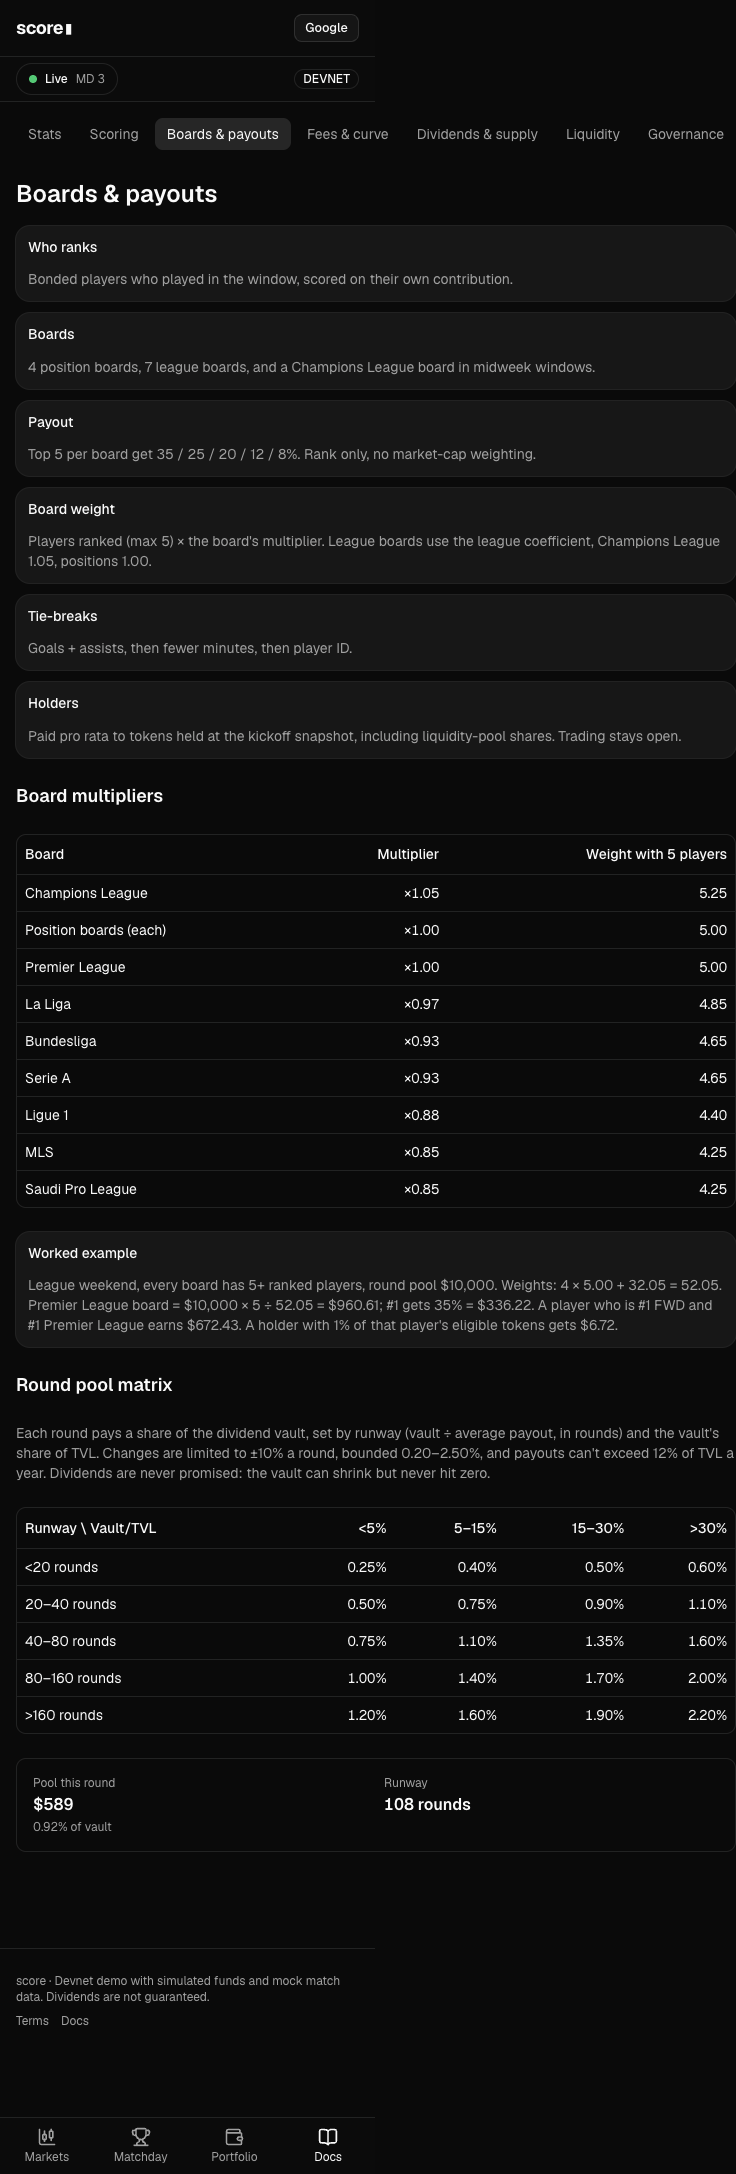 score
Google
Live MD 3
DEVNET
Stats Scoring Boards & payouts Fees & curve Dividends & supply Liquidity Governance
Boards & payouts
Who ranks
Bonded players who played in the window, scored on their own contribution.
Boards
4 position boards, 7 league boards, and a Champions League board in midweek windows.
Payout
Top 5 per board get 35 / 25 / 20 / 12 / 8%. Rank only, no market-cap weighting.
Board weight
Players ranked (max 5) × the board's multiplier. League boards use the league coefficient, Champions League
1.05, positions 1.00.
Tie-breaks
Goals + assists, then fewer minutes, then player ID.
Holders
Paid pro rata to tokens held at the kickoff snapshot, including liquidity-pool shares. Trading stays open.
Board multipliers
Board Multiplier Weight with 5 players
Champions League ×1.05 5.25
Position boards (each) ×1.00 5.00
Premier League ×1.00 5.00
La Liga ×0.97 4.85
Bundesliga ×0.93 4.65
Serie A ×0.93 4.65
Ligue 1 ×0.88 4.40
MLS ×0.85 4.25
Saudi Pro League ×0.85 4.25
Worked example
League weekend, every board has 5+ ranked players, round pool $10,000. Weights: 4 × 5.00 + 32.05 = 52.05.
Premier League board = $10,000 × 5 ÷ 52.05 = $960.61; #1 gets 35% = $336.22. A player who is #1 FWD and
#1 Premier League earns $672.43. A holder with 1% of that player's eligible tokens gets $6.72.
Round pool matrix
Each round pays a share of the dividend vault, set by runway (vault ÷ average payout, in rounds) and the vault's
share of TVL. Changes are limited to ±10% a round, bounded 0.20–2.50%, and payouts can't exceed 12% of TVL a
year. Dividends are never promised: the vault can shrink but never hit zero.
Runway \ Vault/TVL <5% 5–15% 15–30% >30%
<20 rounds 0.25% 0.40% 0.50% 0.60%
20–40 rounds 0.50% 0.75% 0.90% 1.10%
40–80 rounds 0.75% 1.10% 1.35% 1.60%
80–160 rounds 1.00% 1.40% 1.70% 2.00%
>160 rounds 1.20% 1.60% 1.90% 2.20%
Pool this round Runway
$589 108 rounds
0.92% of vault
score · Devnet demo with simulated funds and mock match
data. Dividends are not guaranteed.
Terms Docs
Markets Matchday Portfolio Docs